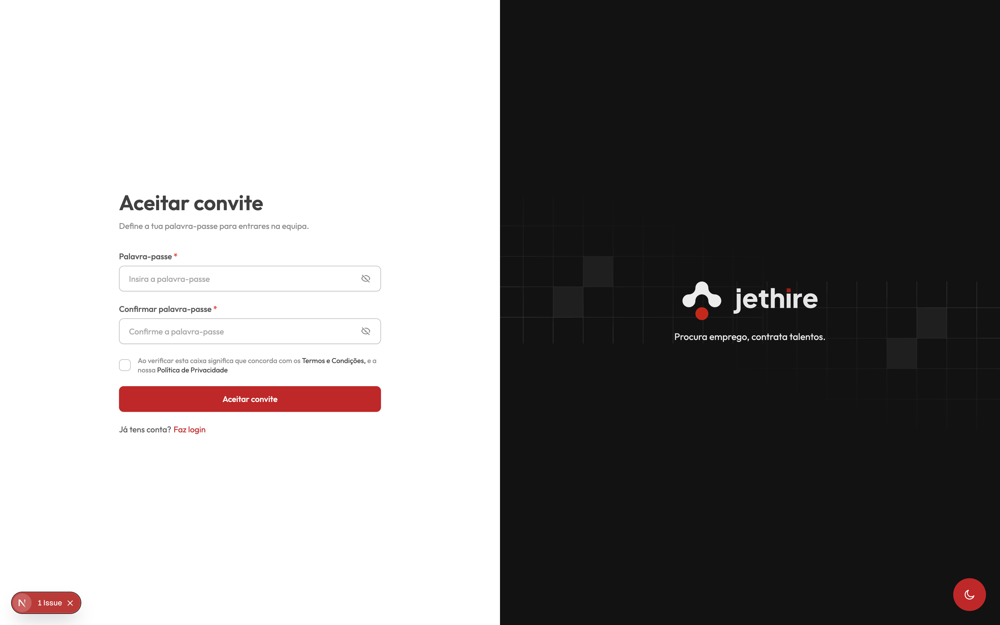 Aceitar convite
Define a tua palavra-passe para entrares na equipa.
Palavra-passe *
Insira a palavra-passe
Confirmar palavra-passe *
Confirme a palavra-passe
Ao verificar esta caixa significa que concorda com os Termos e Condições, e a
nossa Política de Privacidade
Aceitar convite
Já tens conta? Faz login
N 1 Issue
jethire
Procura emprego, contrata talentos.